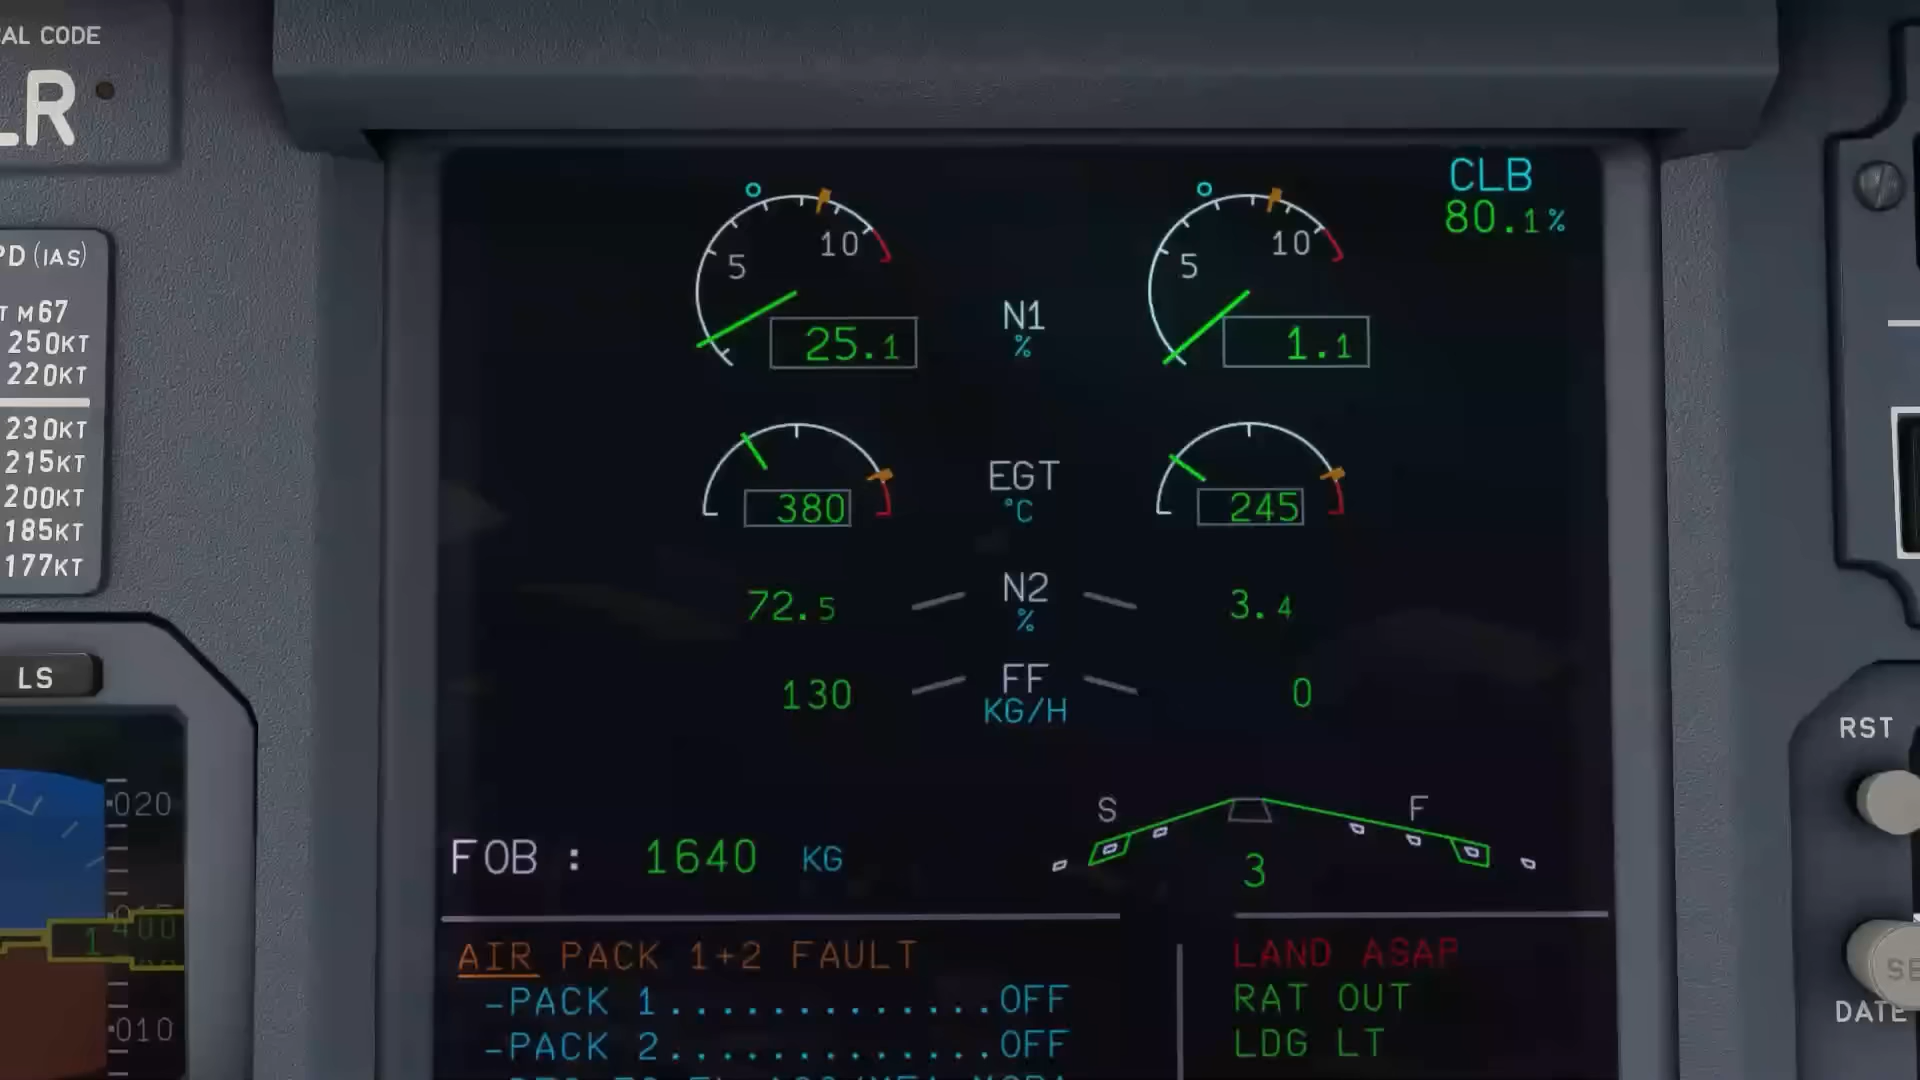 AL CODE
LR
PD (IAS)
T M67
250KT
220KT
230KT
215KT
200KT
185KT
177KT
LS
020
015
1400
010
CLB
80.1%
5 10
25.1
N1
%
5 10
1.1
380
EGT
°C
245
72.5
N2
%
3.4
130
FF
KG/H
0
S F
3
FOB : 1640 KG
AIR PACK 1+2 FAULT
-PACK 1.............OFF
-PACK 2.............OFF
LAND ASAP
RAT OUT
LDG LT
RST
SE
DATE